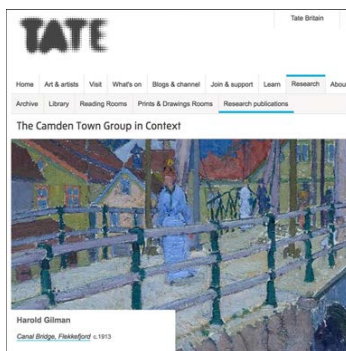 TATE
Tate Britain
Home Art & artists Visit What's on Blogs & channel Join & support Learn Research Abou
Archive Library Reading Rooms Prints & Drawings Rooms Research publications
The Camden Town Group in Context
Harold Gilman
Canal Bridge, Flekkefjord c.1913